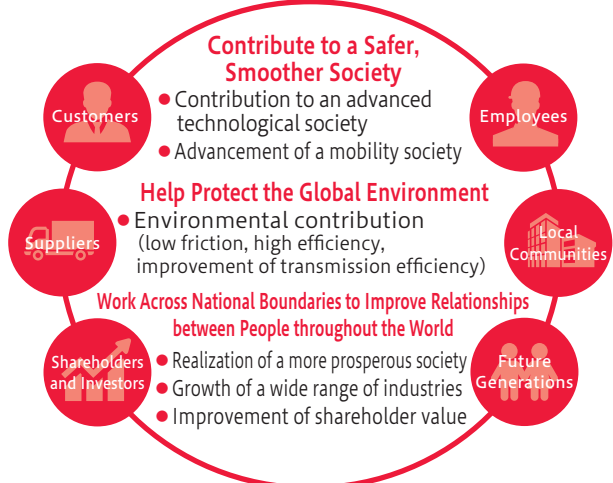 Contribute to a Safer,
Smoother Society
Customers
● Contribution to an advanced
technological society
● Advancement of a mobility society
Employees
Help Protect the Global Environment
Suppliers
● Environmental contribution
(low friction, high efficiency,
improvement of transmission efficiency)
Local
Communities
Work Across National Boundaries to Improve Relationships
between People throughout the World
Shareholders
and Investors
● Realization of a more prosperous society
● Growth of a wide range of industries
● Improvement of shareholder value
Future
Generations